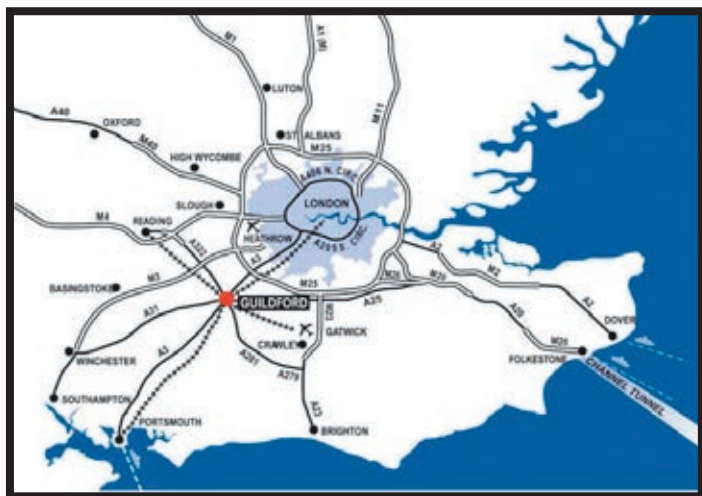 M1
A1 (M)
LUTON
A40
OXFORD
M11
ST. ALBANS
M25
M40
HIGH WYCOMBE
A406 N. CIRC
SLOUGH
LONDON
M4
READING
HEATHROW
A205 S. CIRC
A322
A3
A2
M2
M3
M25
M26
M20
BASINGSTOKE
A25
GUILDFORD
A31
M23
A20
A2
DOVER
GATWICK
CRAWLEY
M20
WINCHESTER
A3
A281
FOLKESTONE
A279
CHANNEL TUNNEL
SOUTHAMPTON
A23
PORTSMOUTH
BRIGHTON